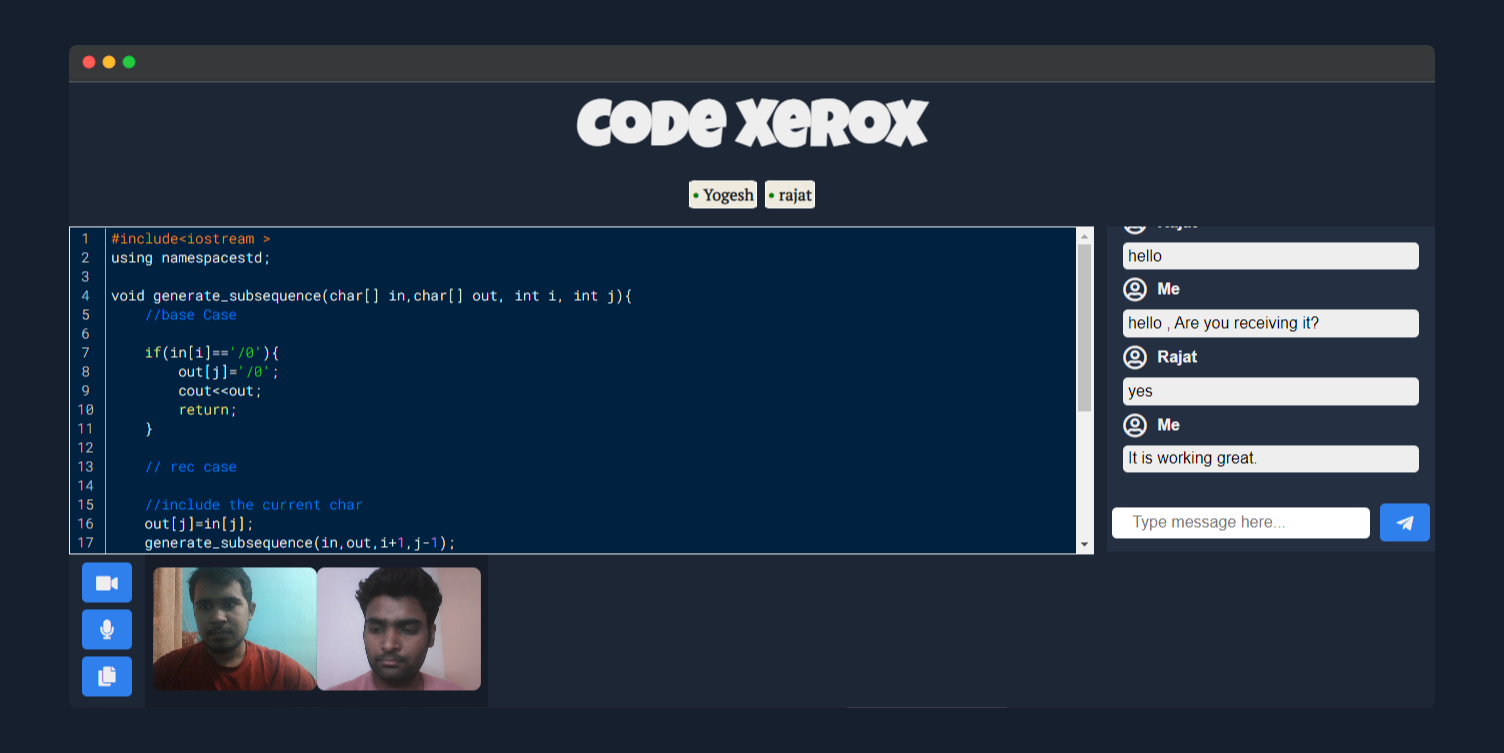 CODE XEROX
• Yogesh • rajat
1 #include<iostream >
2 using namespacestd;
3
4 void generate_subsequence(char[] in,char[] out, int i, int j){
5 //base Case
6
7 if(in[i]=='/0'){
8 out[j]='/0';
9 cout<<out;
10 return;
11 }
12
13 // rec case
14
15 //include the current char
16 out[j]=in[j];
17 generate_subsequence(in,out,i+1,j-1);
hello
Me
hello , Are you receiving it?
Rajat
yes
Me
It is working great.
Type message here...